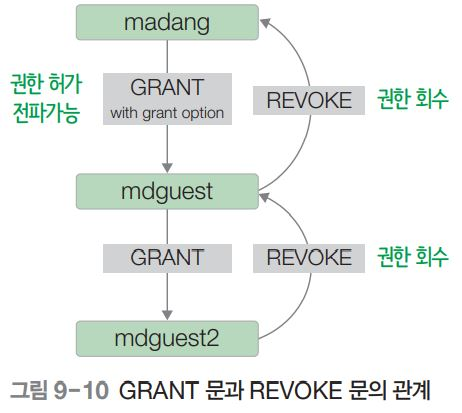 madang
권한 허가
전파가능
GRANT
with grant option
REVOKE
권한 회수
mdguest
GRANT
REVOKE
권한 회수
mdguest2
그림 9-10 GRANT 문과 REVOKE 문의 관계